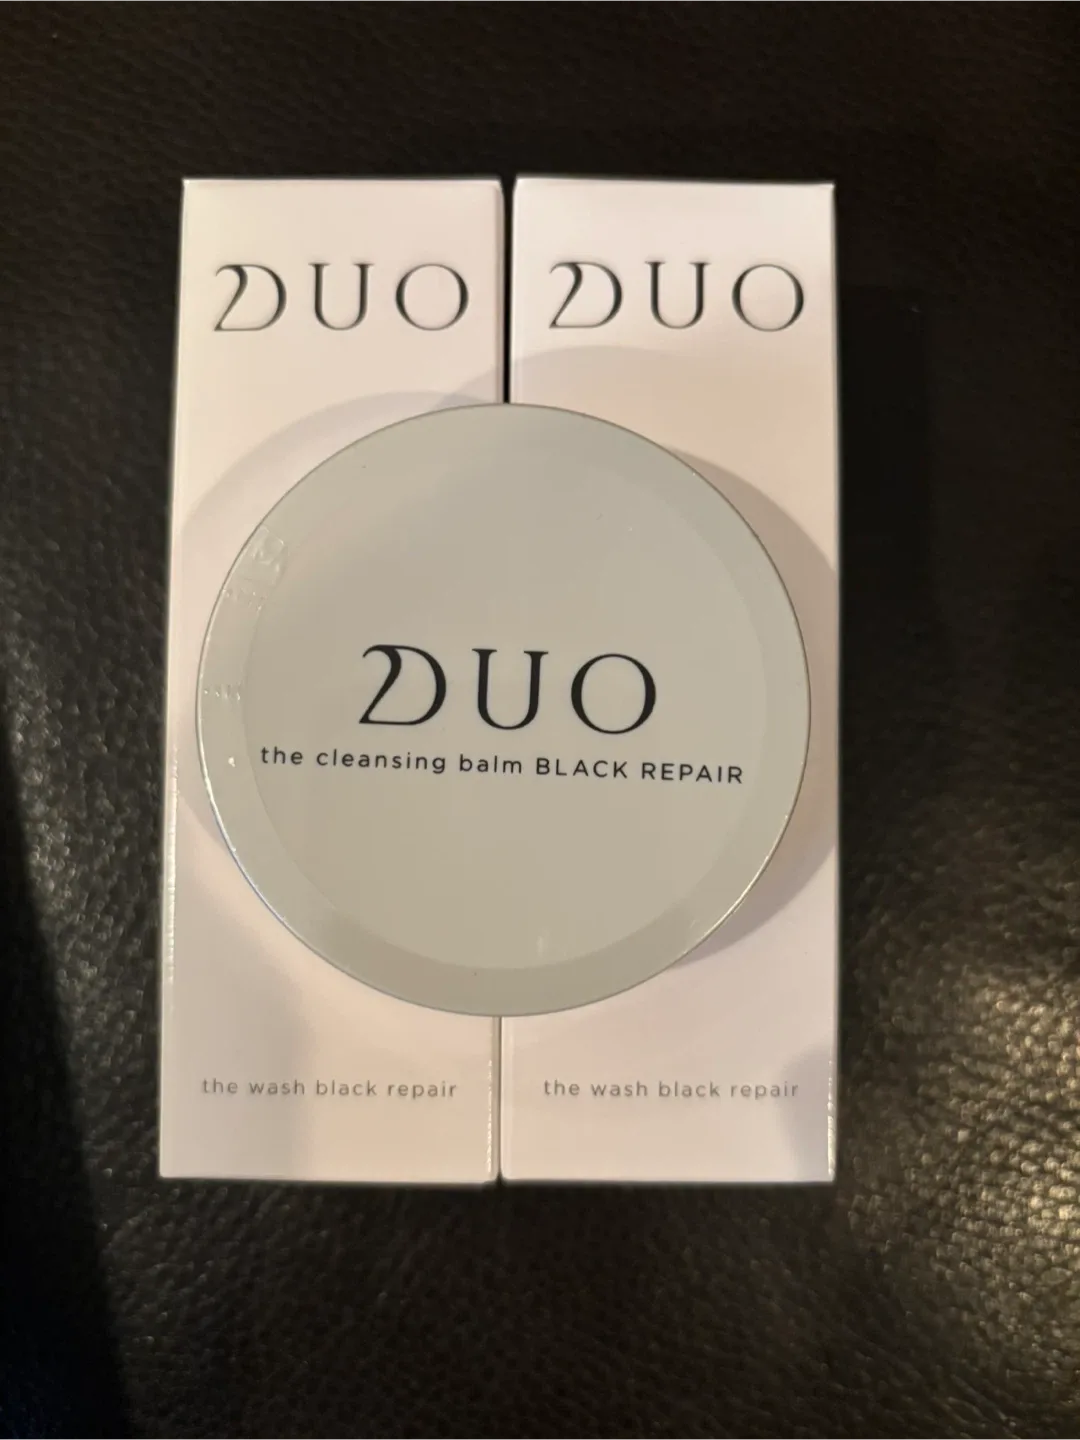 DUO
DUO
DUO
the cleansing balm BLACK REPAIR
the wash black repair
the wash black repair